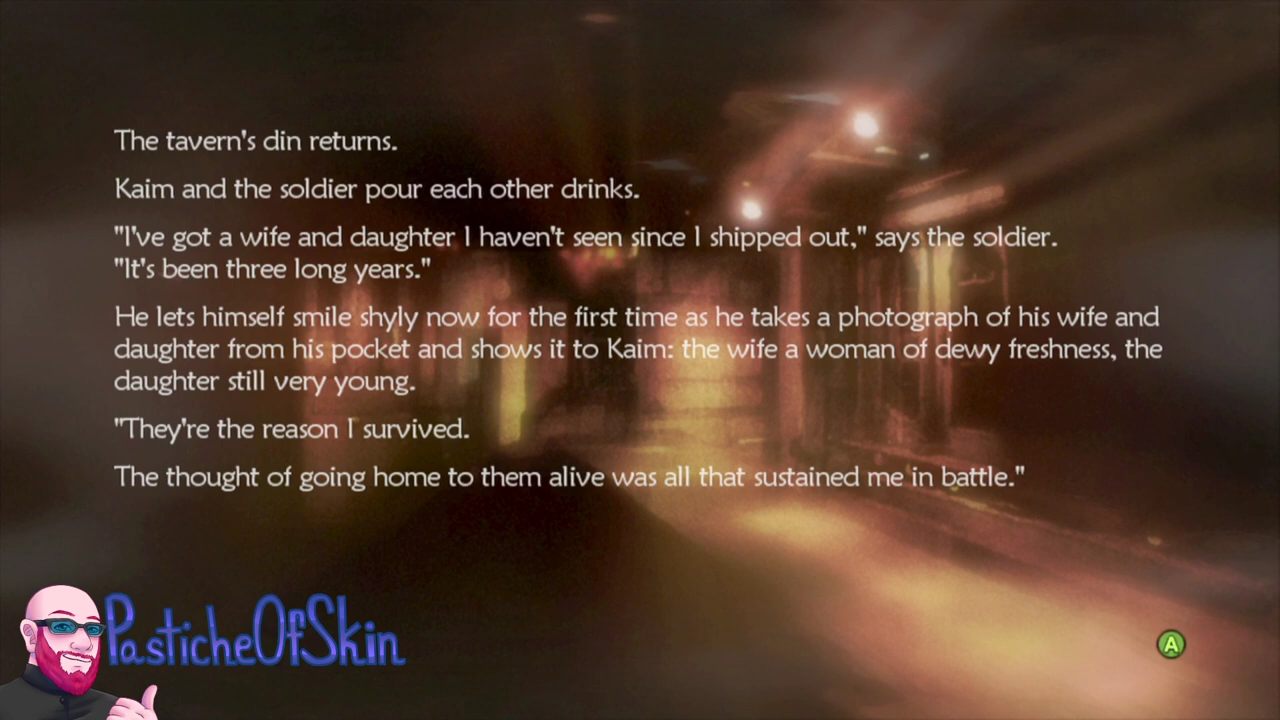 The tavern's din returns.
Kaim and the soldier pour each other drinks.
"I've got a wife and daughter I haven't seen since I shipped out," says the soldier.
"It's been three long years."
He lets himself smile shyly now for the first time as he takes a photograph of his wife and
daughter from his pocket and shows it to Kaim: the wife a woman of dewy freshness, the
daughter still very young.
"They're the reason I survived.
The thought of going home to them alive was all that sustained me in battle."
PasticheOfSkin
A